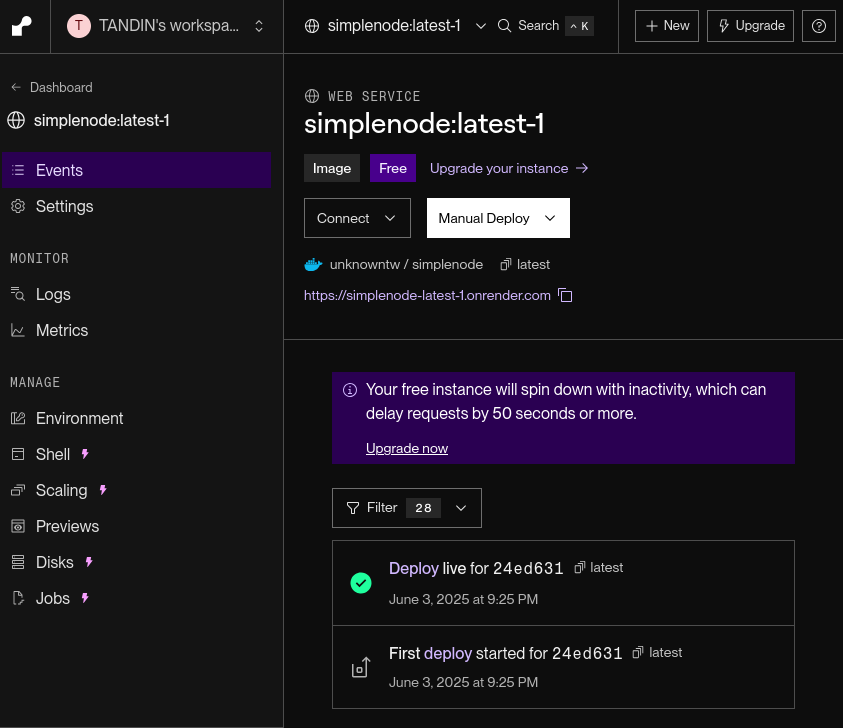 T TANDIN's workspa...
simplenode:latest-1
Search ^ K
+ New
Upgrade
← Dashboard
simplenode:latest-1
Events
Settings
MONITOR
Logs
Metrics
MANAGE
Environment
Shell
Scaling
Previews
Disks
Jobs
WEB SERVICE
simplenode:latest-1
Image Free Upgrade your instance →
Connect Manual Deploy
unknowntw / simplenode latest
https://simplenode-latest-1.onrender.com
Your free instance will spin down with inactivity, which can
delay requests by 50 seconds or more.
Upgrade now
Filter 28
Deploy live for 24ed631 latest
June 3, 2025 at 9:25 PM
First deploy started for 24ed631 latest
June 3, 2025 at 9:25 PM